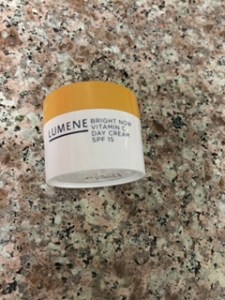 LUMENE
BRIGHT NOW
VITAMIN C
DAY CREAM
SPF 15